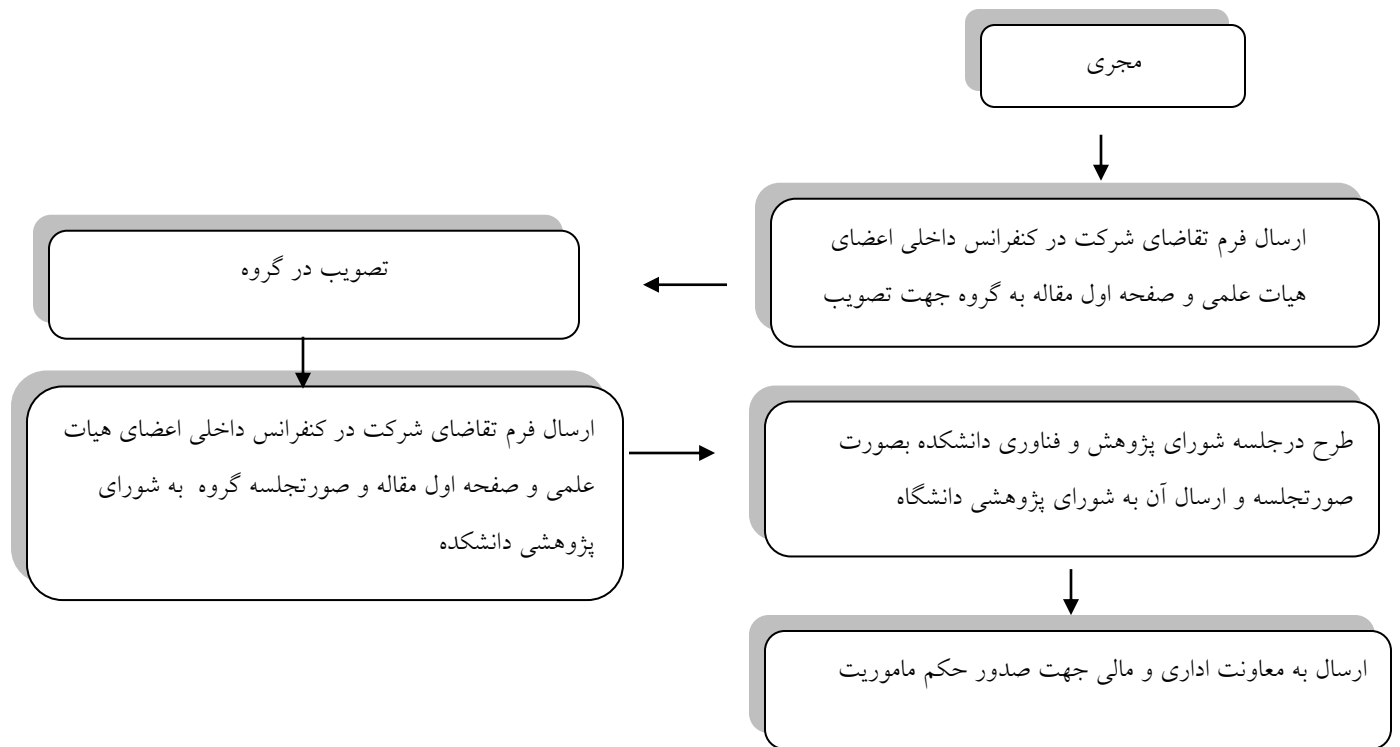 مجری
ارسال فرم تقاضای شرکت در کنفرانس داخلی اعضای
هیات علمی و صفحه اول مقاله به گروه جهت تصویب
تصویب در گروه
ارسال فرم تقاضای شرکت در کنفرانس داخلی اعضای هیات
علمی و صفحه اول مقاله و صورتجلسه گروه به شورای
پژوهشی دانشکده
طرح درجلسه شورای پژوهش و فناوری دانشکده بصورت
صورتجلسه و ارسال آن به شورای پژوهشی دانشگاه
ارسال به معاونت اداری و مالی جهت صدور حکم ماموریت